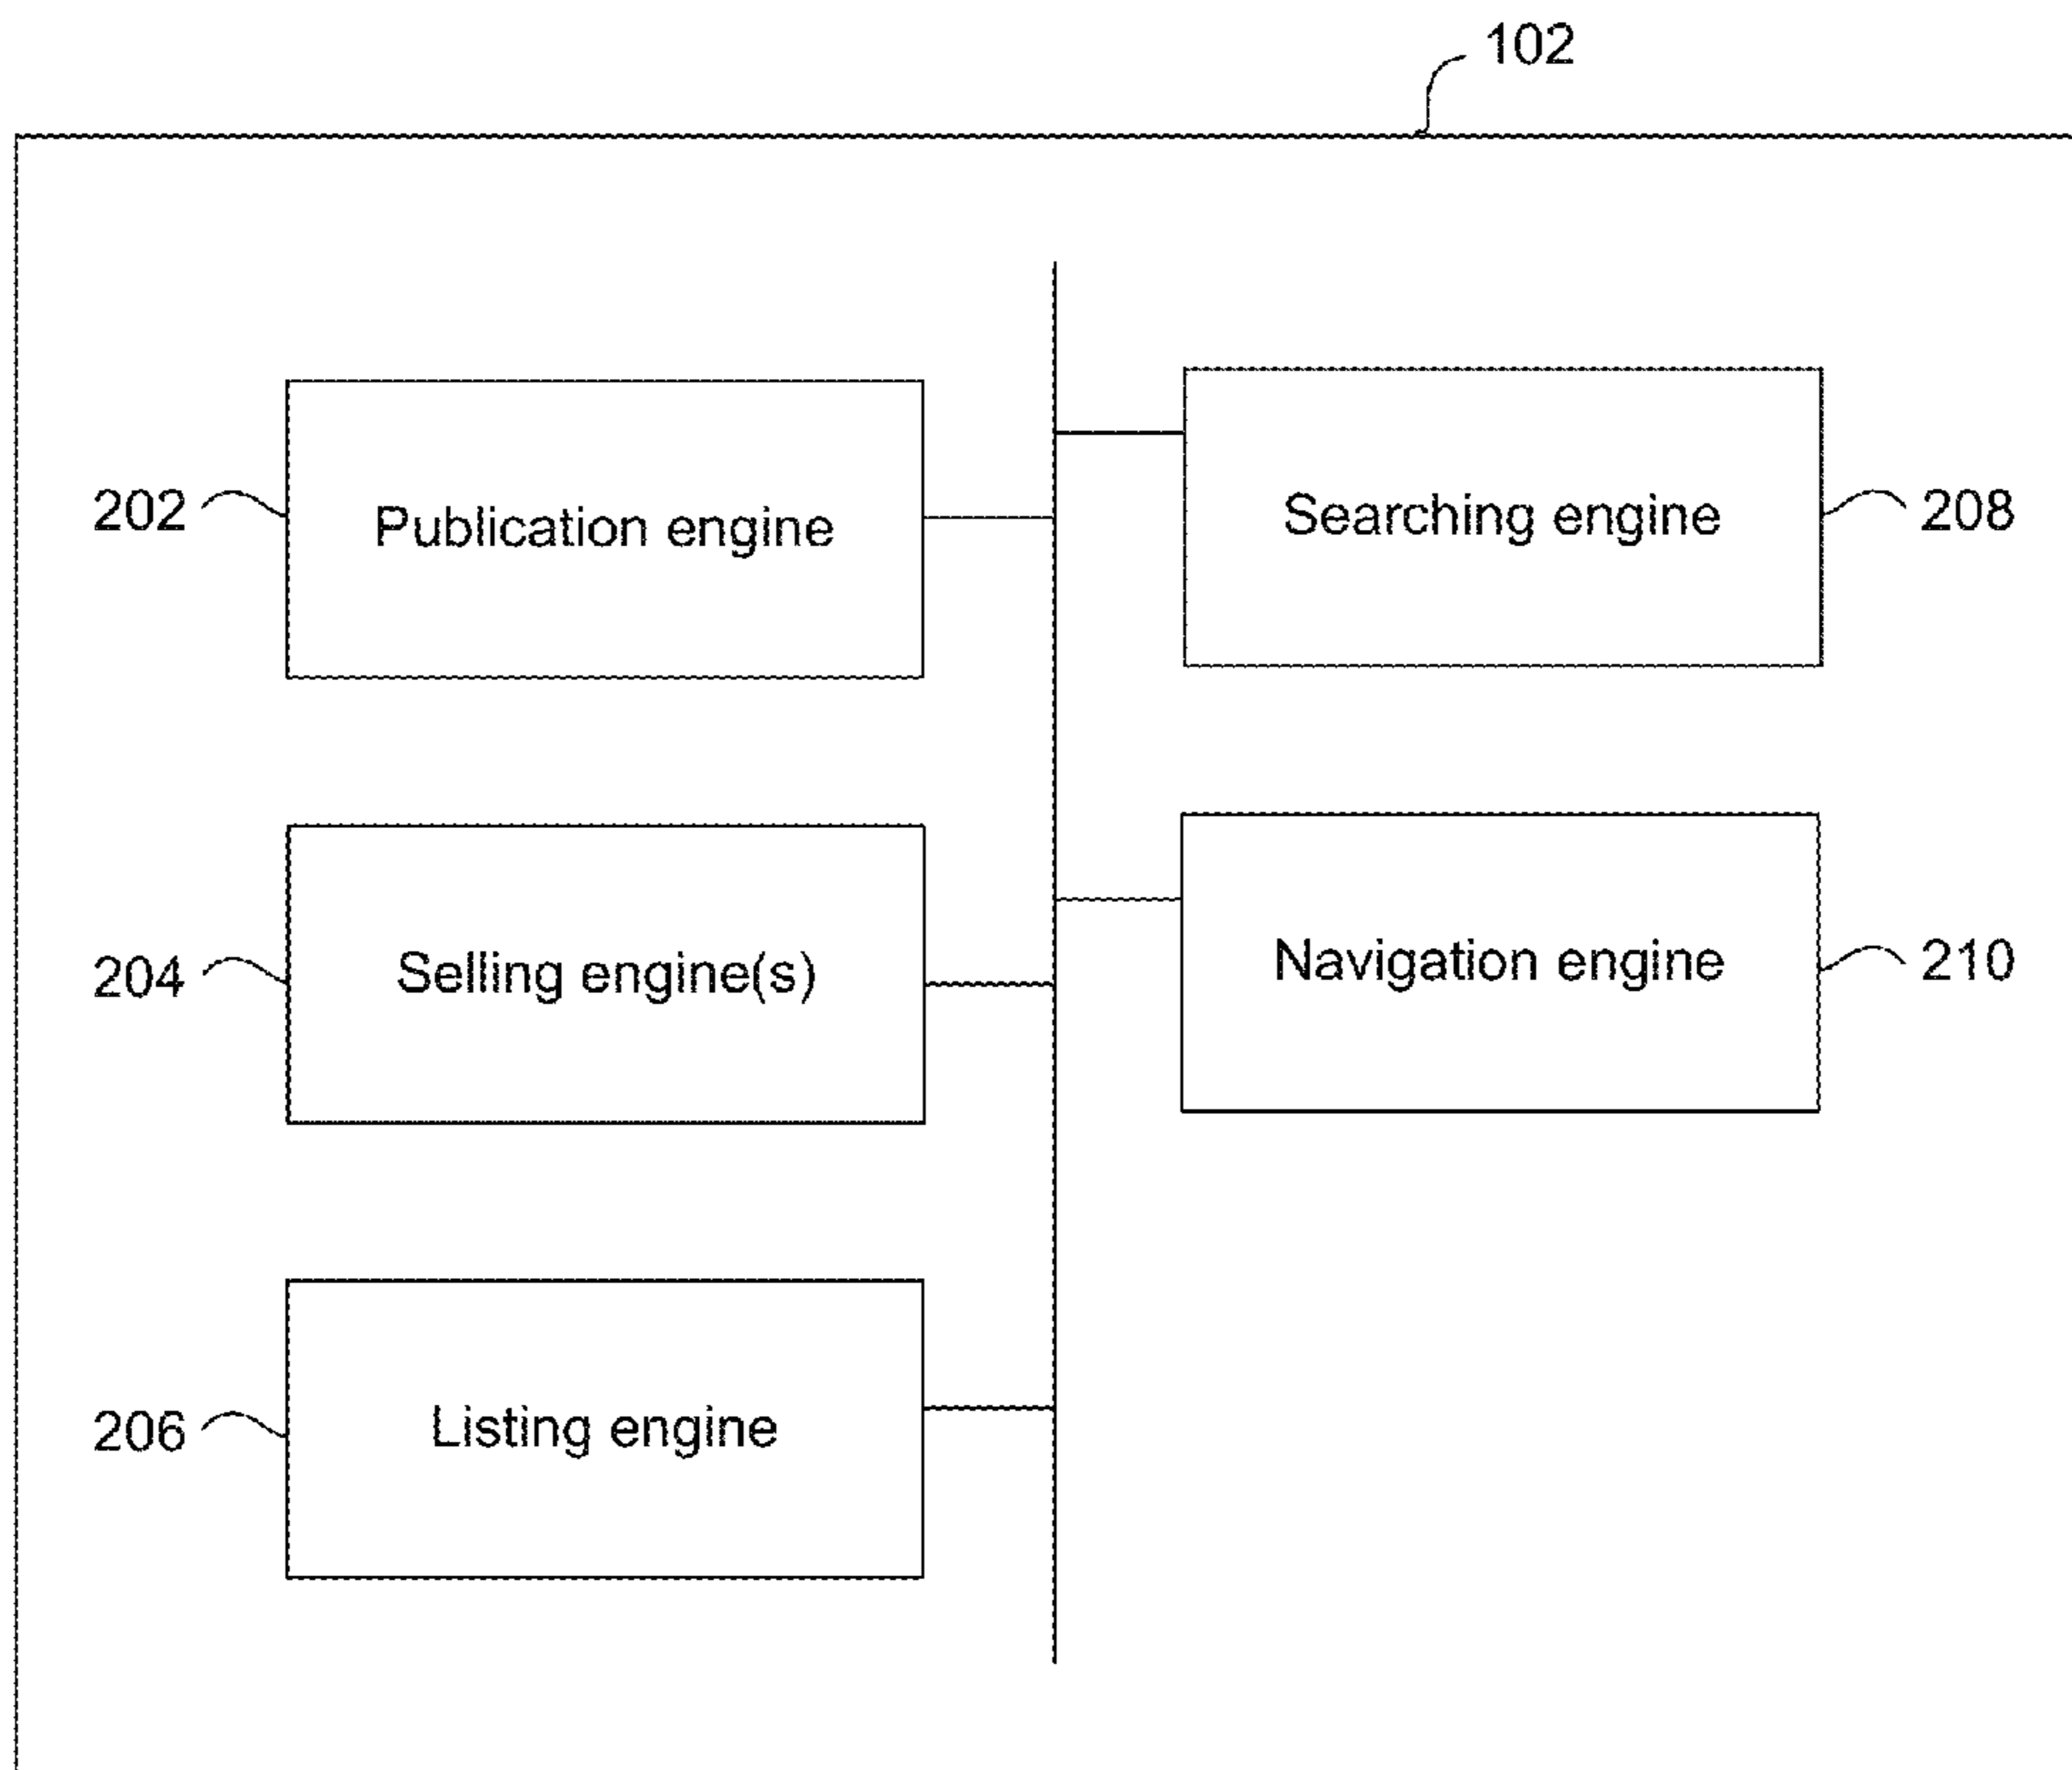 102
202
Publication engine
Searching engine
208
204
Selling engine(s)
Navigation engine
210
206
Listing engine